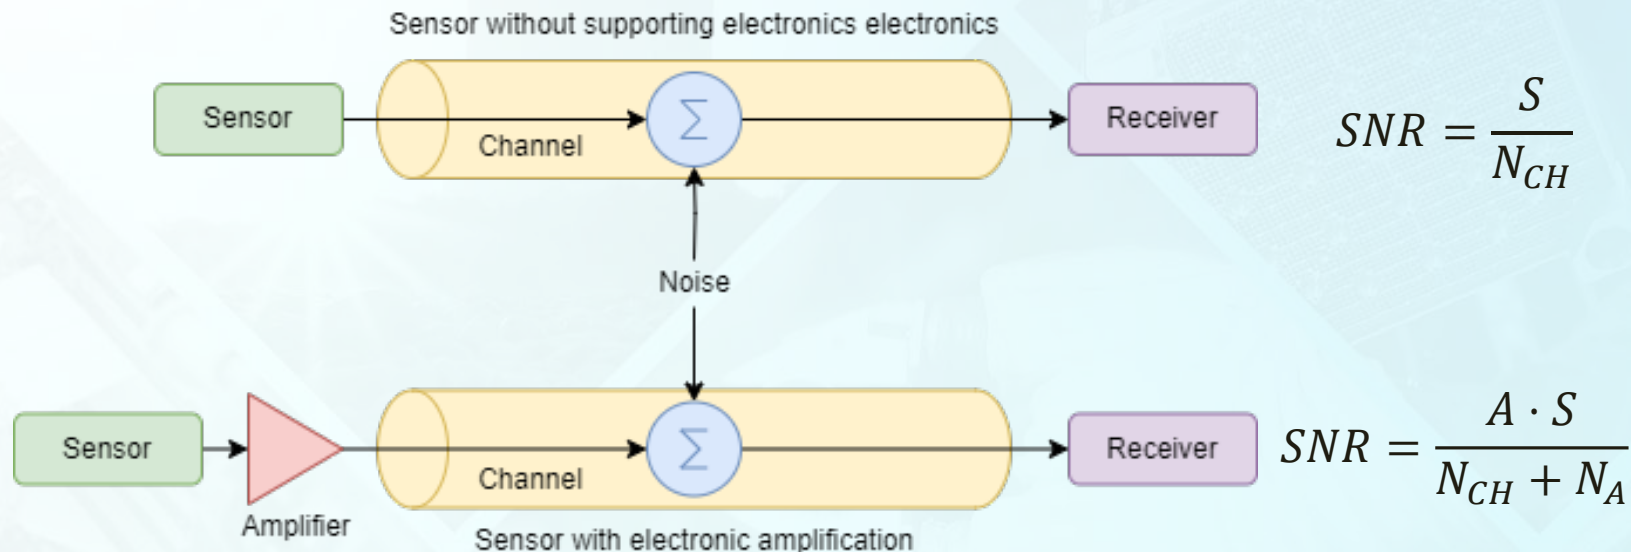 Sensor without supporting electronics electronics
Sensor
Channel
Σ
Receiver
SNR = S / N_CH
Noise
Sensor
Amplifier
Channel
Σ
Receiver
SNR = A · S / N_CH + N_A
Sensor with electronic amplification